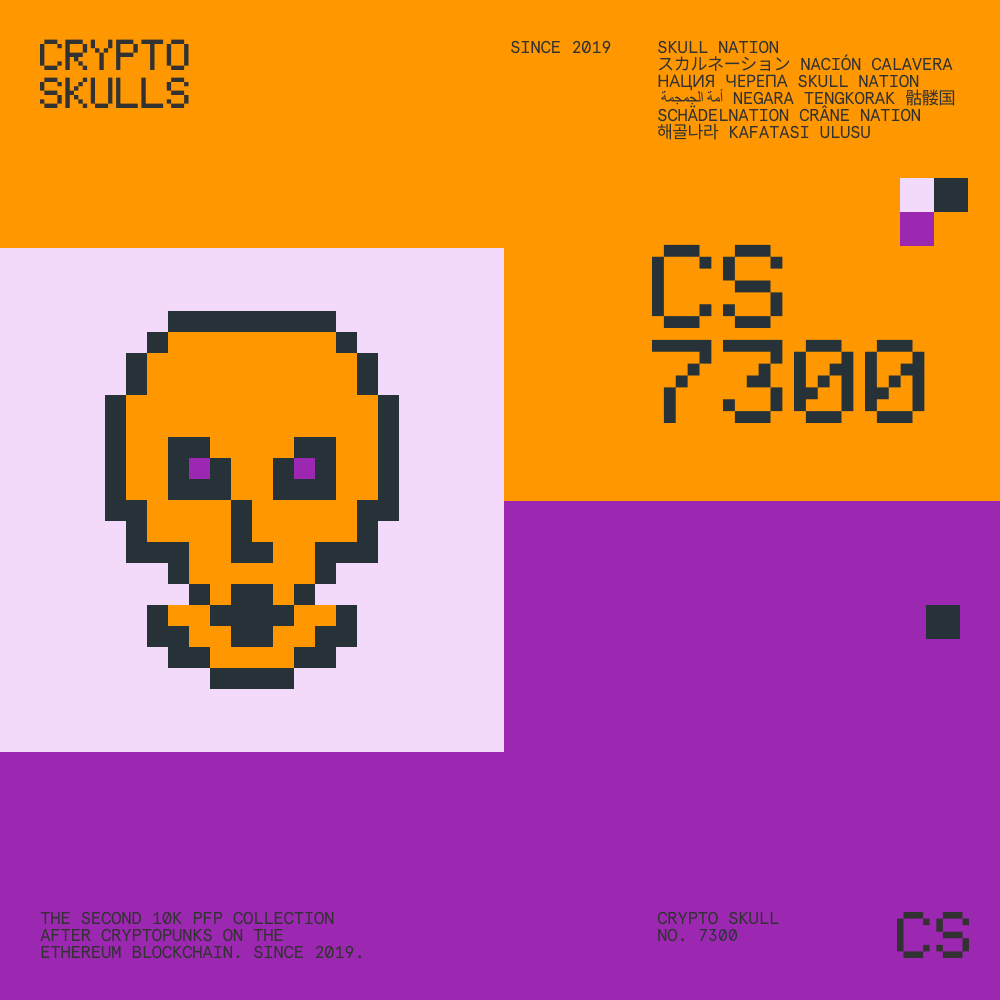 CRYPTO
SKULLS
SINCE 2019
SKULL NATION
スカルネーション NACIÓN CALAVERA
НАЦИЯ ЧЕРЕПА SKULL NATION
أمة الجمجمة NEGARA TENGKORAK 骷髅国
SCHÄDELNATION CRÂNE NATION
해골나라 KAFATASI ULUSU
CS
7300
THE SECOND 10K PFP COLLECTION
AFTER CRYPTOPUNKS ON THE
ETHEREUM BLOCKCHAIN. SINCE 2019.
CRYPTO SKULL
NO. 7300
CS